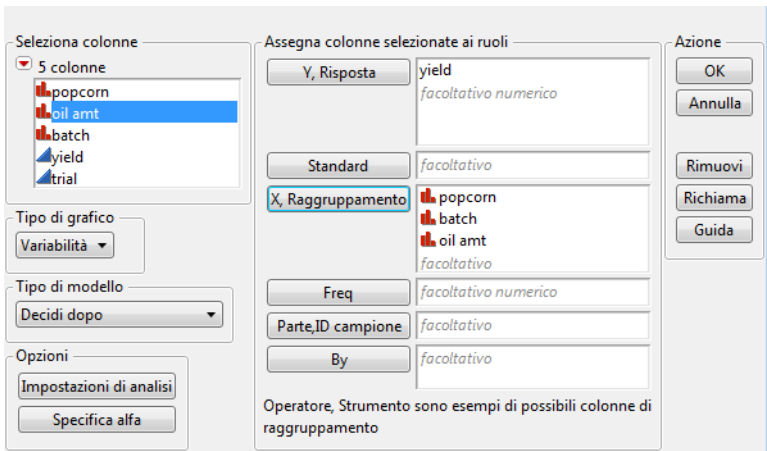 Seleziona colonne
5 colonne
popcorn
oil amt
batch
yield
trial
Tipo di grafico
Variabilità
Tipo di modello
Decidi dopo
Opzioni
Impostazioni di analisi
Specifica alfa
Assegna colonne selezionate ai ruoli
Y, Risposta
yield
facoltativo numerico
Standard
facoltativo
X, Raggruppamento
popcorn
batch
oil amt
facoltativo
Freq
facoltativo numerico
Parte,ID campione
facoltativo
By
facoltativo
Operatore, Strumento sono esempi di possibili colonne di
raggruppamento
Azione
OK
Annulla
Rimuovi
Richiama
Guida